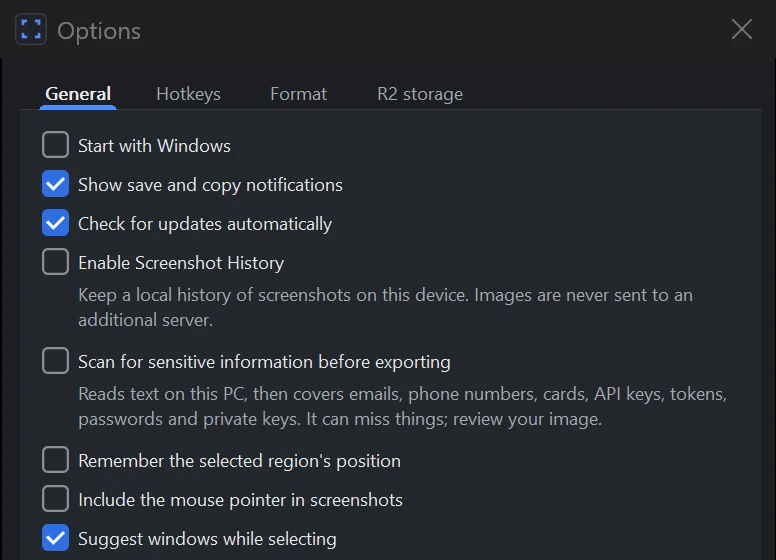 Options
General Hotkeys Format R2 storage
Start with Windows
Show save and copy notifications
Check for updates automatically
Enable Screenshot History
Keep a local history of screenshots on this device. Images are never sent to an
additional server.
Scan for sensitive information before exporting
Reads text on this PC, then covers emails, phone numbers, cards, API keys, tokens,
passwords and private keys. It can miss things; review your image.
Remember the selected region's position
Include the mouse pointer in screenshots
Suggest windows while selecting